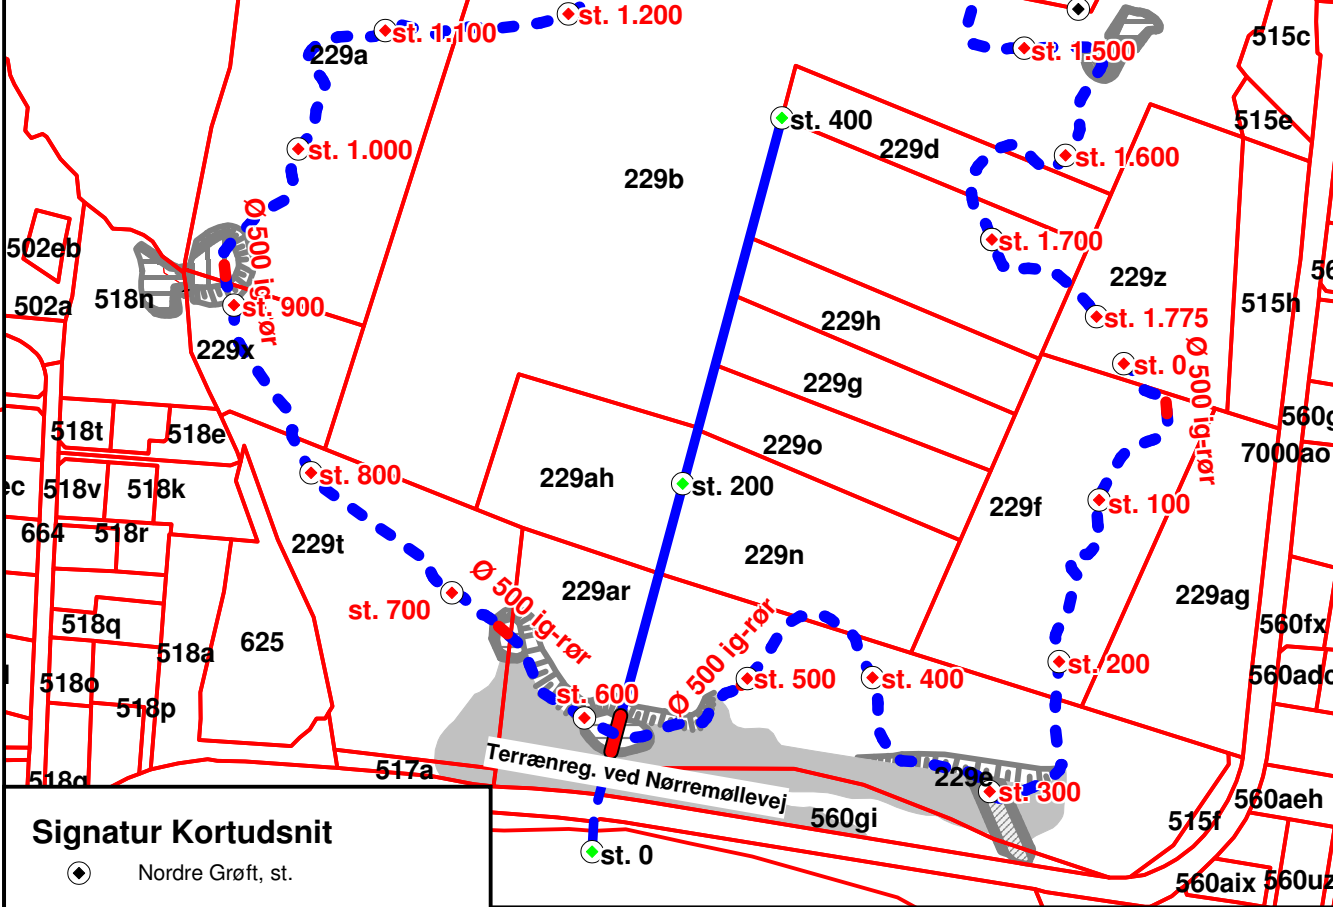 st. 1.200
st. 1.100
229a
st. 1.500
515c
st. 400
515e
229d
st. 1.600
st. 1.000
229b
Ø 500 ig-rør
st. 1.700
502eb
229z
502a
518n
st. 900
515h
229h
st. 1.775
229x
st. 0
Ø 500 ig-rør
229g
518t
518e
229o
560g
7000ao
st. 800
229ah
st. 200
518v
518k
229f
st. 100
664
518r
229t
229n
Ø 500 ig-rør
229ar
229ag
st. 700
518q
625
560fx
518a
Ø 500 ig-rør
st. 200
518o
st. 600
st. 500
st. 400
560adc
518p
Terrænreg. ved Nørremøllevej
517a
229e
st. 300
560aeh
560gi
515f
st. 0
560aix
560uz
Signatur Kortudsnit
Nordre Grøft, st.